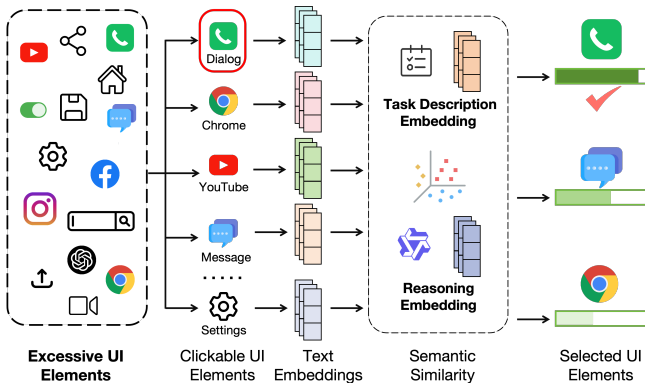 Dialog
Chrome
YouTube
Message
.....
Settings
Task Description
Embedding
Reasoning
Embedding
Excessive UI
Elements
Clickable UI
Elements
Text
Embeddings
Semantic
Similarity
Selected UI
Elements